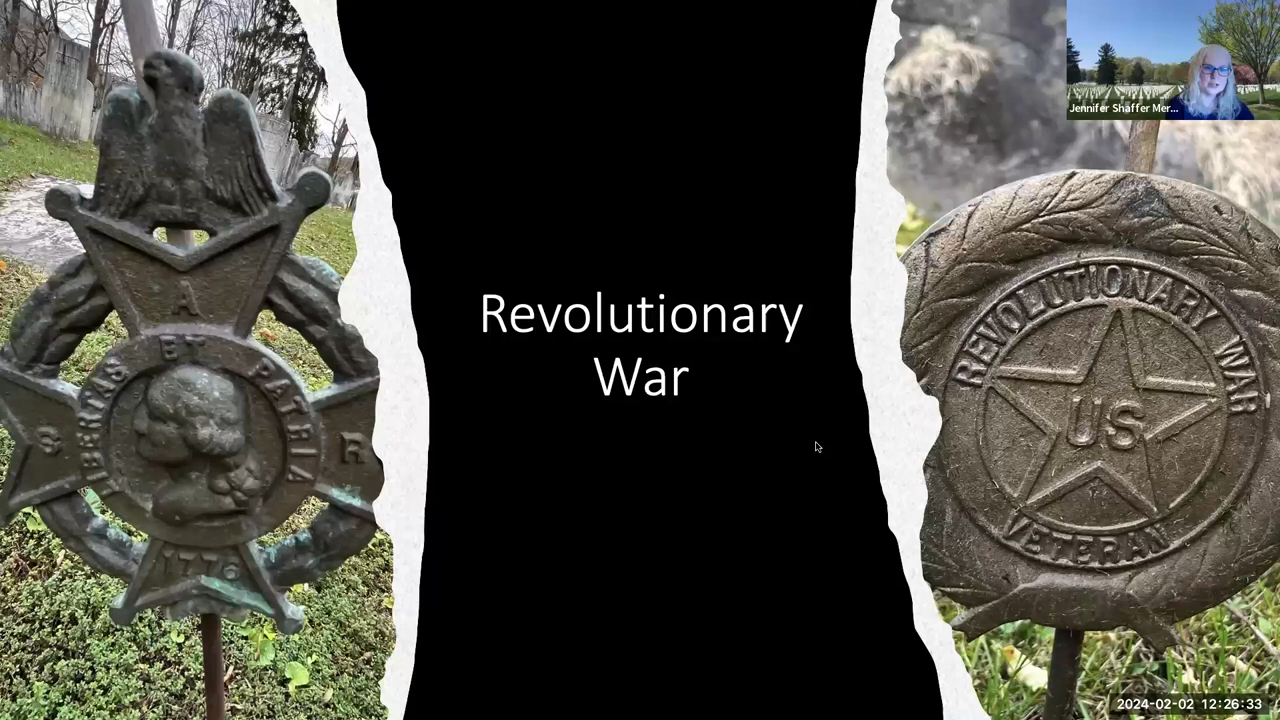 A
LIBERTAS ET PATRIA
S
R
1776
Revolutionary
War
Jennifer Shaffer Mer...
REVOLUTIONARY WAR
US
VETERAN
2024-02-02 12:26:33